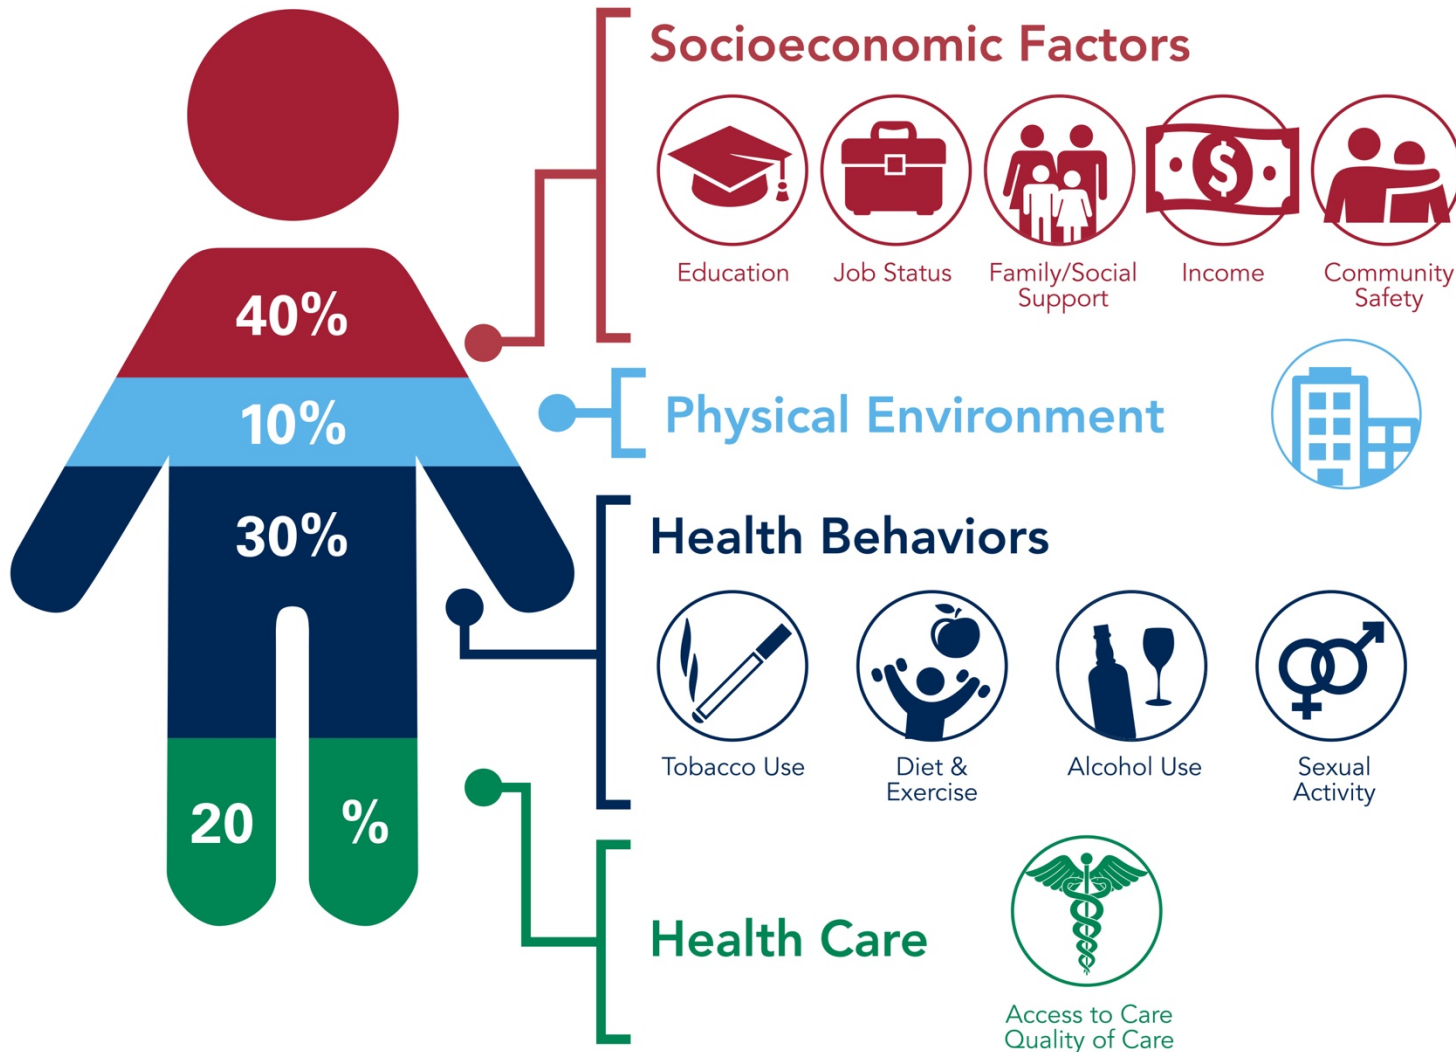 Socioeconomic Factors
Education
Job Status
Family/Social
Support
Income
Community
Safety
40%
10%
Physical Environment
30%
Health Behaviors
Tobacco Use
Diet &
Exercise
Alcohol Use
Sexual
Activity
20 %
Health Care
Access to Care
Quality of Care